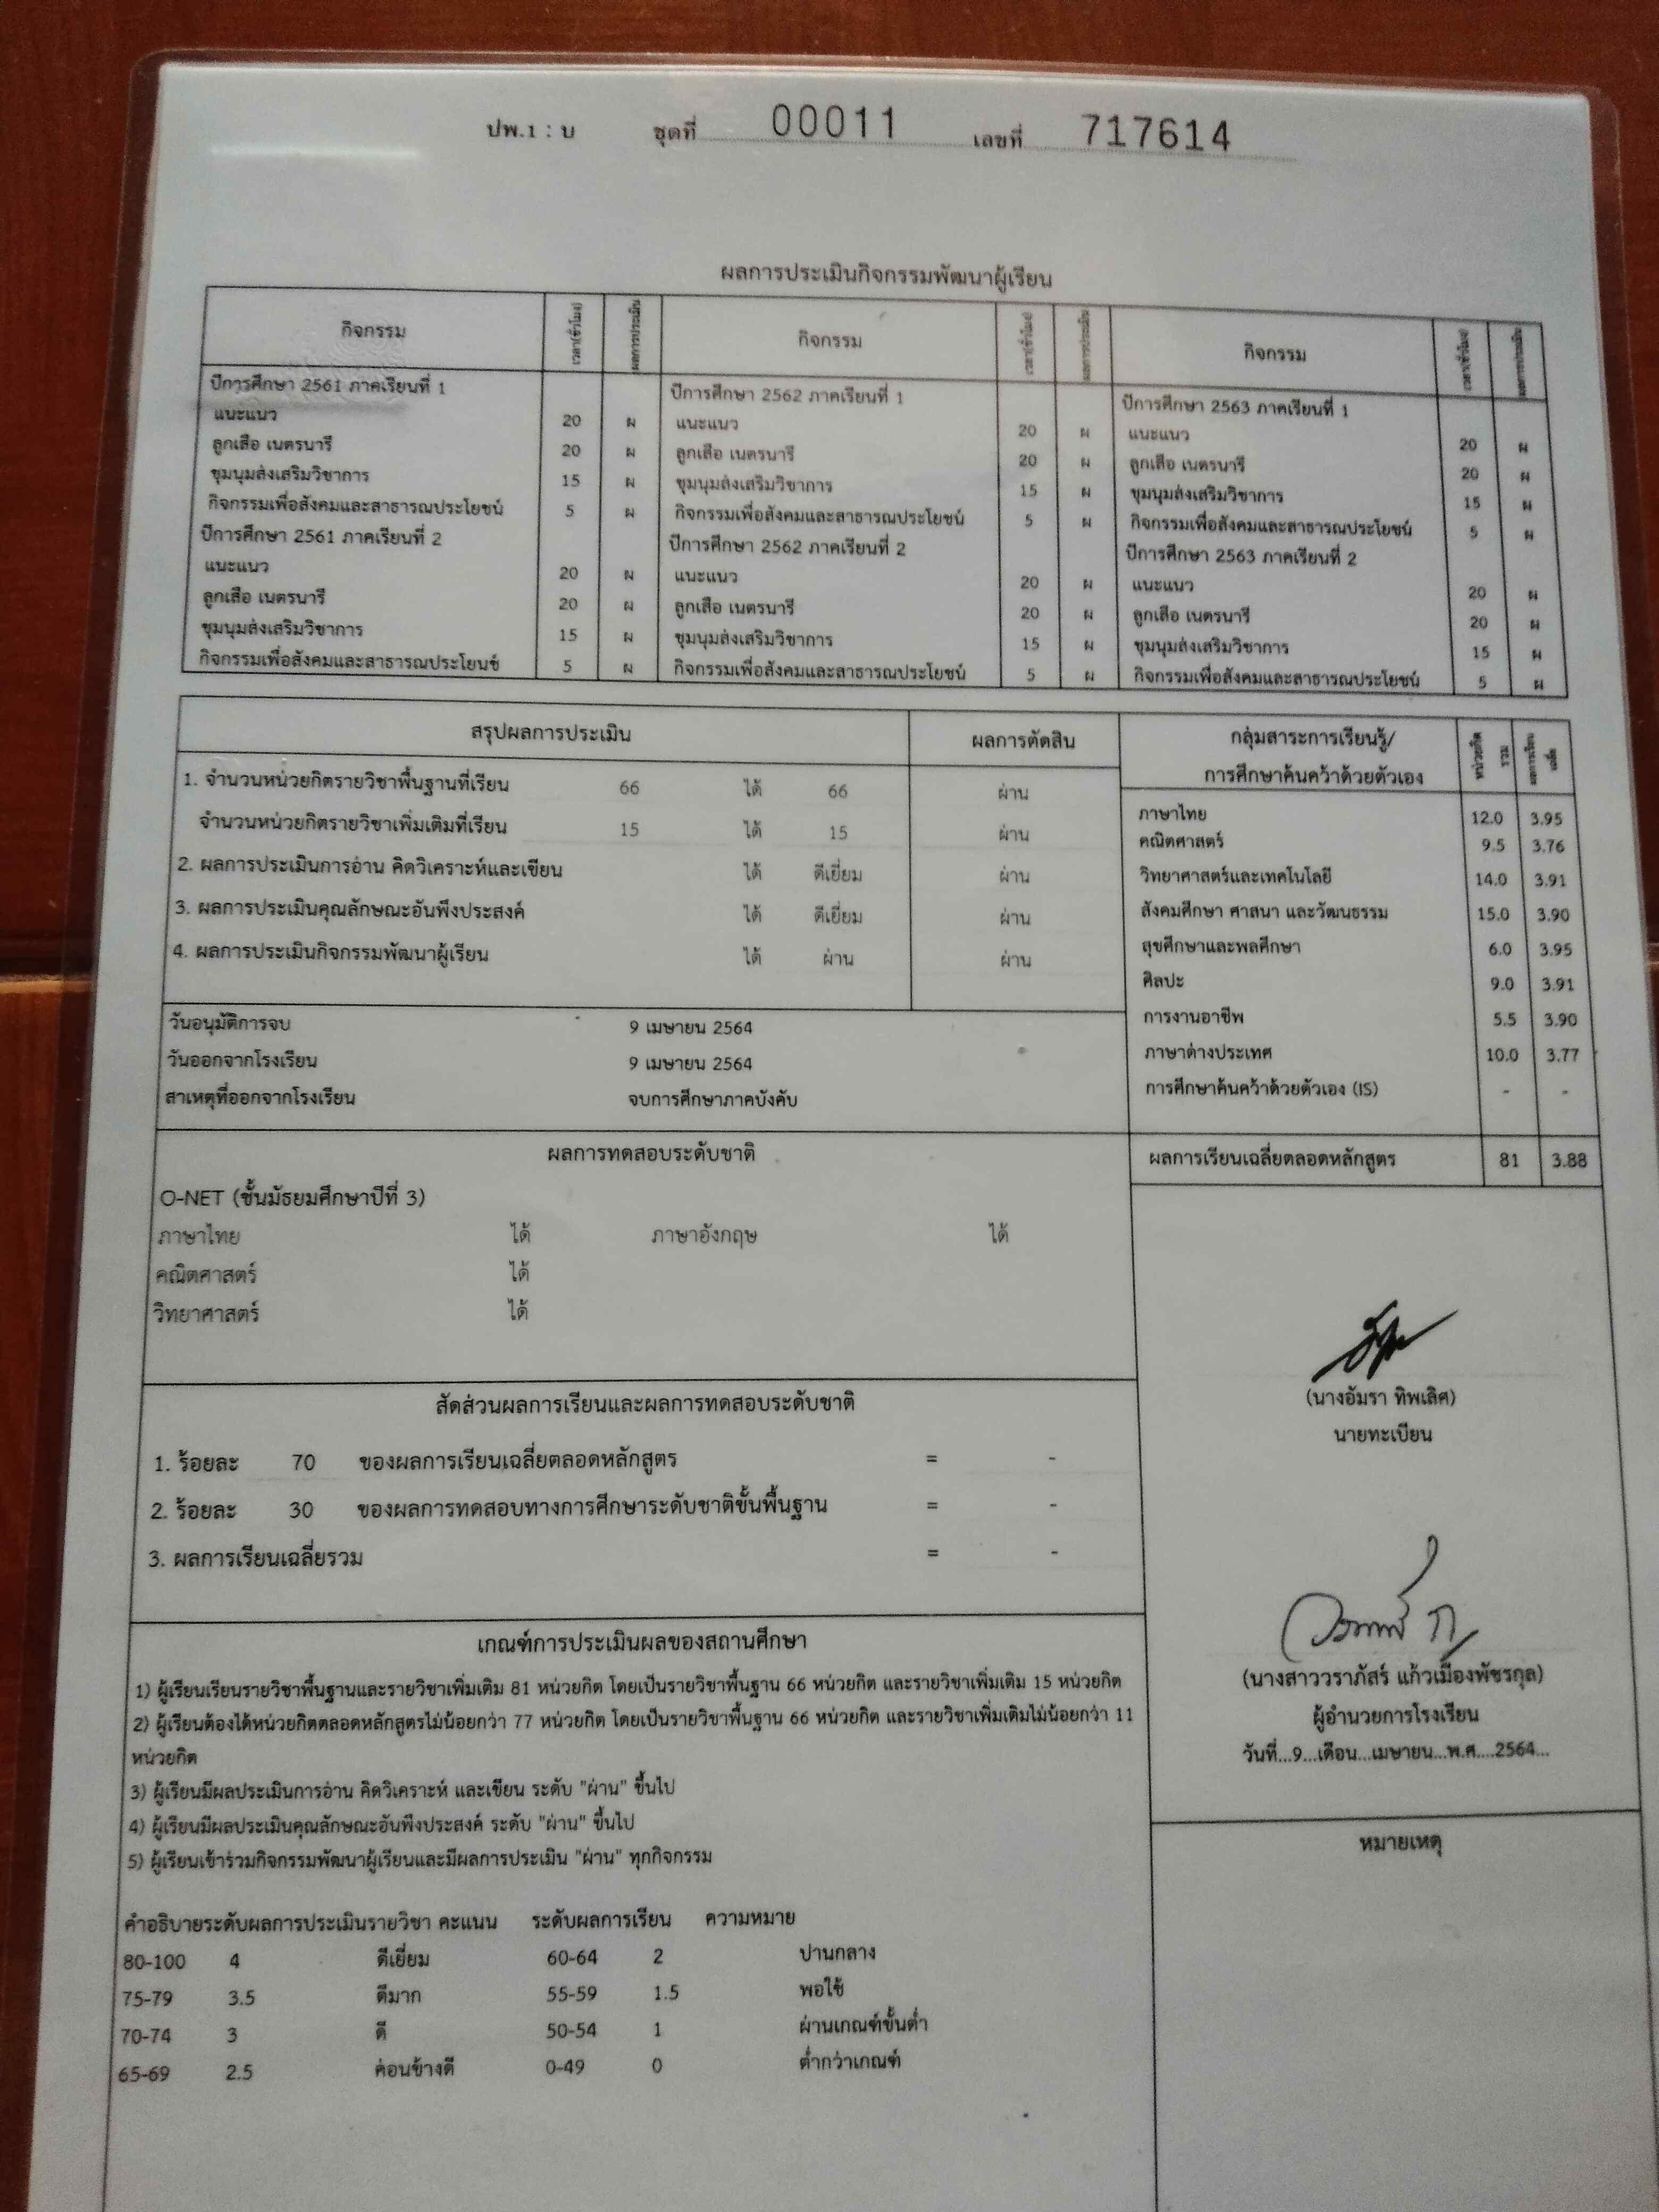 ปพ.1 : บ ชุดที่ 00011 เลขที่ 717614
ผลการประเมินกิจกรรมพัฒนาผู้เรียน
กิจกรรม เวลา(ชั่วโมง) ผลการประเมิน กิจกรรม เวลา(ชั่วโมง) ผลการประเมิน กิจกรรม เวลา(ชั่วโมง) ผลการประเมิน
ปีการศึกษา 2561 ภาคเรียนที่ 1 ปีการศึกษา 2562 ภาคเรียนที่ 1 ปีการศึกษา 2563 ภาคเรียนที่ 1
แนะแนว 20 ผ แนะแนว 20 ผ แนะแนว 20 ผ
ลูกเสือ เนตรนารี 20 ผ ลูกเสือ เนตรนารี 20 ผ ลูกเสือ เนตรนารี 20 ผ
ชุมนุมส่งเสริมวิชาการ 15 ผ ชุมนุมส่งเสริมวิชาการ 15 ผ ชุมนุมส่งเสริมวิชาการ 15 ผ
กิจกรรมเพื่อสังคมและสาธารณประโยชน์ 5 ผ กิจกรรมเพื่อสังคมและสาธารณประโยชน์ 5 ผ กิจกรรมเพื่อสังคมและสาธารณประโยชน์ 5 ผ
ปีการศึกษา 2561 ภาคเรียนที่ 2 ปีการศึกษา 2562 ภาคเรียนที่ 2 ปีการศึกษา 2563 ภาคเรียนที่ 2
แนะแนว 20 ผ แนะแนว 20 ผ แนะแนว 20 ผ
ลูกเสือ เนตรนารี 20 ผ ลูกเสือ เนตรนารี 20 ผ ลูกเสือ เนตรนารี 20 ผ
ชุมนุมส่งเสริมวิชาการ 15 ผ ชุมนุมส่งเสริมวิชาการ 15 ผ ชุมนุมส่งเสริมวิชาการ 15 ผ
กิจกรรมเพื่อสังคมและสาธารณประโยนช์ 5 ผ กิจกรรมเพื่อสังคมและสาธารณประโยชน์ 5 ผ กิจกรรมเพื่อสังคมและสาธารณประโยชน์ 5 ผ
สรุปผลการประเมิน ผลการตัดสิน
1. จำนวนหน่วยกิตรายวิชาพื้นฐานที่เรียน 66 ได้ 66 ผ่าน
จำนวนหน่วยกิตรายวิชาเพิ่มเติมที่เรียน 15 ได้ 15 ผ่าน
2. ผลการประเมินการอ่าน คิดวิเคราะห์และเขียน ได้ ดีเยี่ยม ผ่าน
3. ผลการประเมินคุณลักษณะอันพึงประสงค์ ได้ ดีเยี่ยม ผ่าน
4. ผลการประเมินกิจกรรมพัฒนาผู้เรียน ได้ ผ่าน ผ่าน
วันอนุมัติการจบ 9 เมษายน 2564
วันออกจากโรงเรียน 9 เมษายน 2564
สาเหตุที่ออกจากโรงเรียน จบการศึกษาภาคบังคับ
กลุ่มสาระการเรียนรู้/ หน่วยกิต ผลการเรียน
การศึกษาค้นคว้าด้วยตัวเอง รวม เฉลี่ย
ภาษาไทย 12.0 3.95
คณิตศาสตร์ 9.5 3.76
วิทยาศาสตร์และเทคโนโลยี 14.0 3.91
สังคมศึกษา ศาสนา และวัฒนธรรม 15.0 3.90
สุขศึกษาและพลศึกษา 6.0 3.95
ศิลปะ 9.0 3.91
การงานอาชีพ 5.5 3.90
ภาษาต่างประเทศ 10.0 3.77
การศึกษาค้นคว้าด้วยตัวเอง (IS) - -
ผลการเรียนเฉลี่ยตลอดหลักสูตร 81 3.88
ผลการทดสอบระดับชาติ
O-NET (ชั้นมัธยมศึกษาปีที่ 3)
ภาษาไทย ได้ ภาษาอังกฤษ ได้
คณิตศาสตร์ ได้
วิทยาศาสตร์ ได้
สัดส่วนผลการเรียนและผลการทดสอบระดับชาติ
1. ร้อยละ 70 ของผลการเรียนเฉลี่ยตลอดหลักสูตร = -
2. ร้อยละ 30 ของผลการทดสอบทางการศึกษาระดับชาติขั้นพื้นฐาน = -
3. ผลการเรียนเฉลี่ยรวม = -
(นางอัมรา ทิพเลิศ)
นายทะเบียน
(นางสาววราภัสร์ แก้วเมืองพัชรกุล)
ผู้อำนวยการโรงเรียน
วันที่...9...เดือน...เมษายน...พ.ศ....2564...
หมายเหตุ
เกณฑ์การประเมินผลของสถานศึกษา
1) ผู้เรียนเรียนรายวิชาพื้นฐานและรายวิชาเพิ่มเติม 81 หน่วยกิต โดยเป็นรายวิชาพื้นฐาน 66 หน่วยกิต และรายวิชาเพิ่มเติม 15 หน่วยกิต
2) ผู้เรียนต้องได้หน่วยกิตตลอดหลักสูตรไม่น้อยกว่า 77 หน่วยกิต โดยเป็นรายวิชาพื้นฐาน 66 หน่วยกิต และรายวิชาเพิ่มเติมไม่น้อยกว่า 11
หน่วยกิต
3) ผู้เรียนมีผลประเมินการอ่าน คิดวิเคราะห์ และเขียน ระดับ "ผ่าน" ขึ้นไป
4) ผู้เรียนมีผลประเมินคุณลักษณะอันพึงประสงค์ ระดับ "ผ่าน" ขึ้นไป
5) ผู้เรียนเข้าร่วมกิจกรรมพัฒนาผู้เรียนและมีผลการประเมิน "ผ่าน" ทุกกิจกรรม
คำอธิบายระดับผลการประเมินรายวิชา คะแนน ระดับผลการเรียน ความหมาย
80-100 4 ดีเยี่ยม 60-64 2 ปานกลาง
75-79 3.5 ดีมาก 55-59 1.5 พอใช้
70-74 3 ดี 50-54 1 ผ่านเกณฑ์ขั้นต่ำ
65-69 2.5 ค่อนข้างดี 0-49 0 ต่ำกว่าเกณฑ์